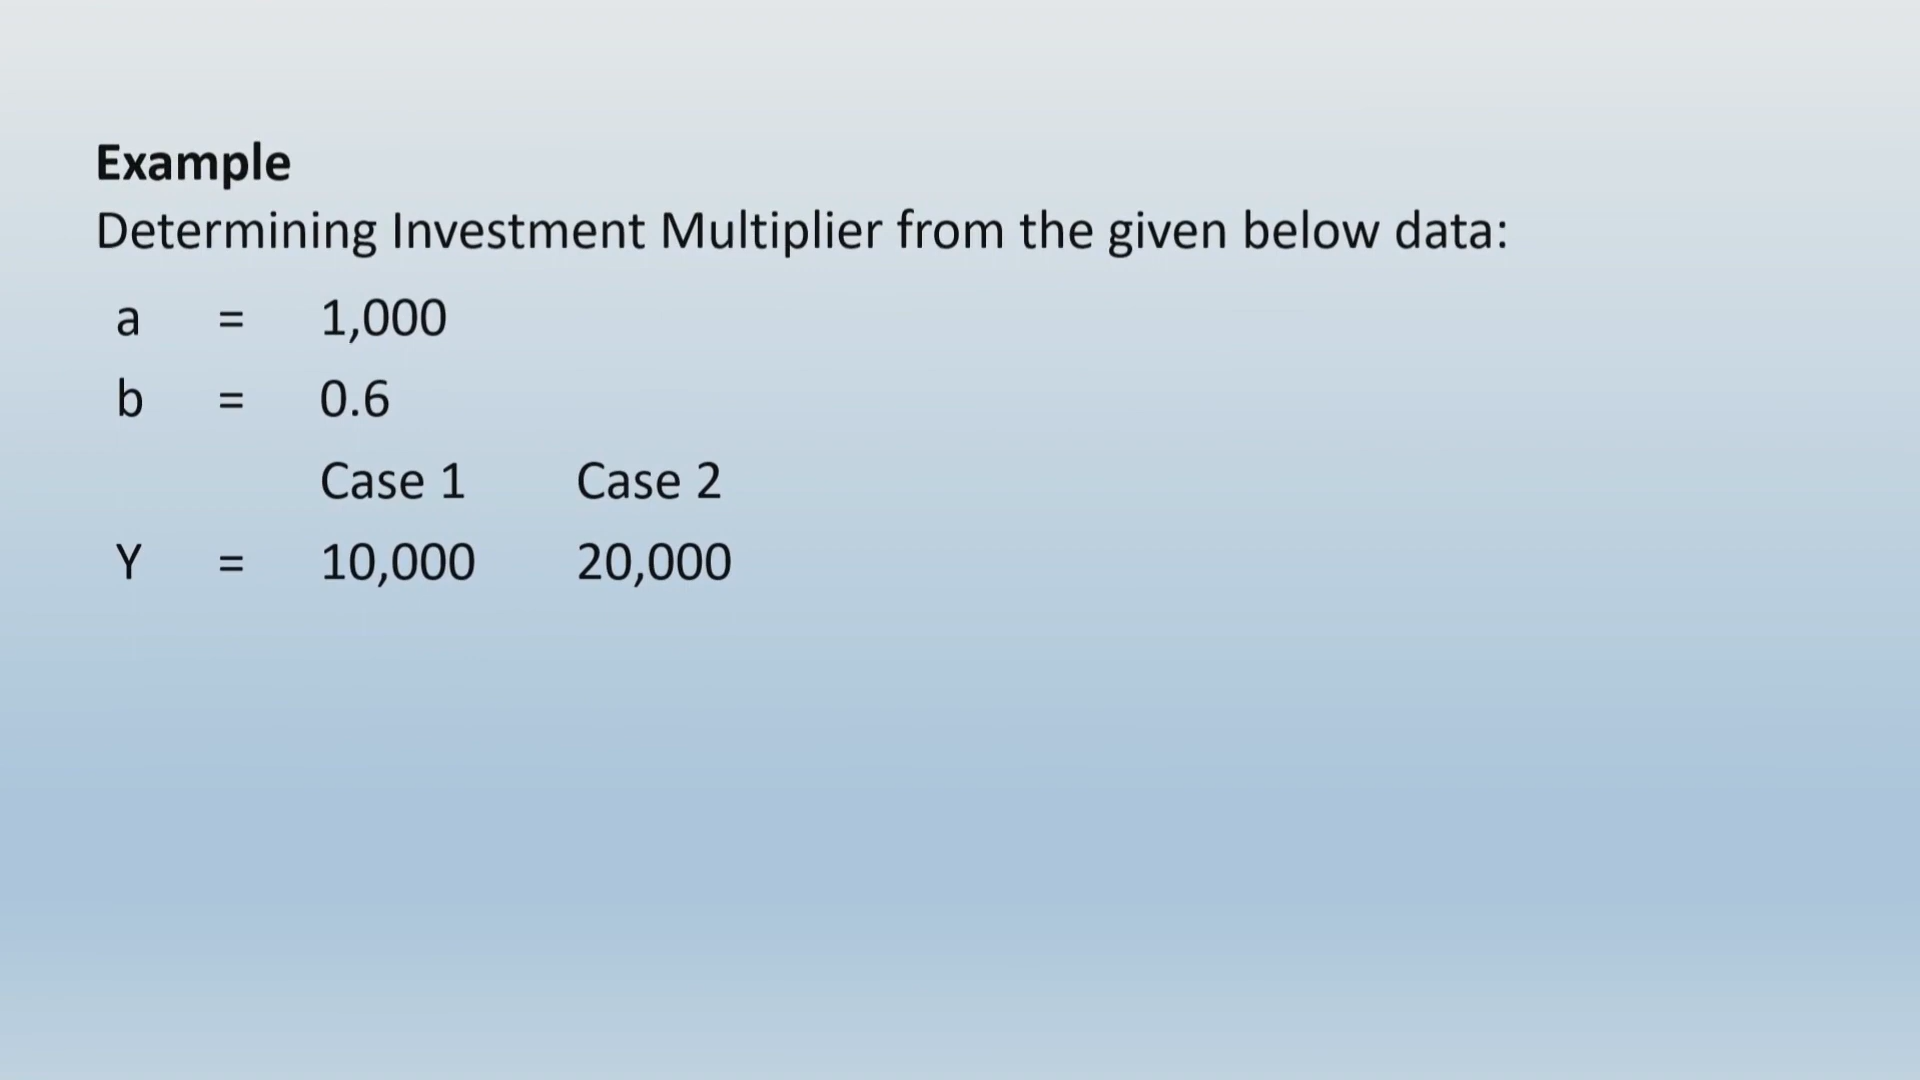 Example
Determining Investment Multiplier from the given below data:
a = 1,000
b = 0.6
Case 1 Case 2
Y = 10,000 20,000